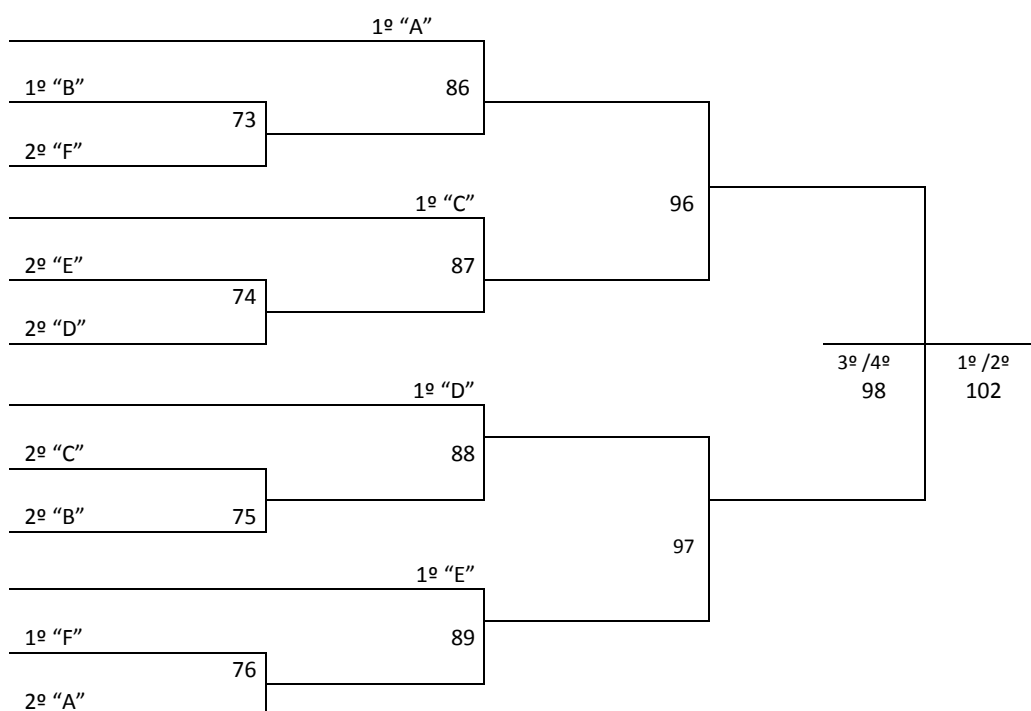 1º “A”
1º “B”
86
73
2º “F”
1º “C”
96
2º “E”
87
74
2º “D”
3º /4º
1º /2º
98
102
1º “D”
2º “C”
88
2º “B”
75
97
1º “E”
1º “F”
89
76
2º “A”